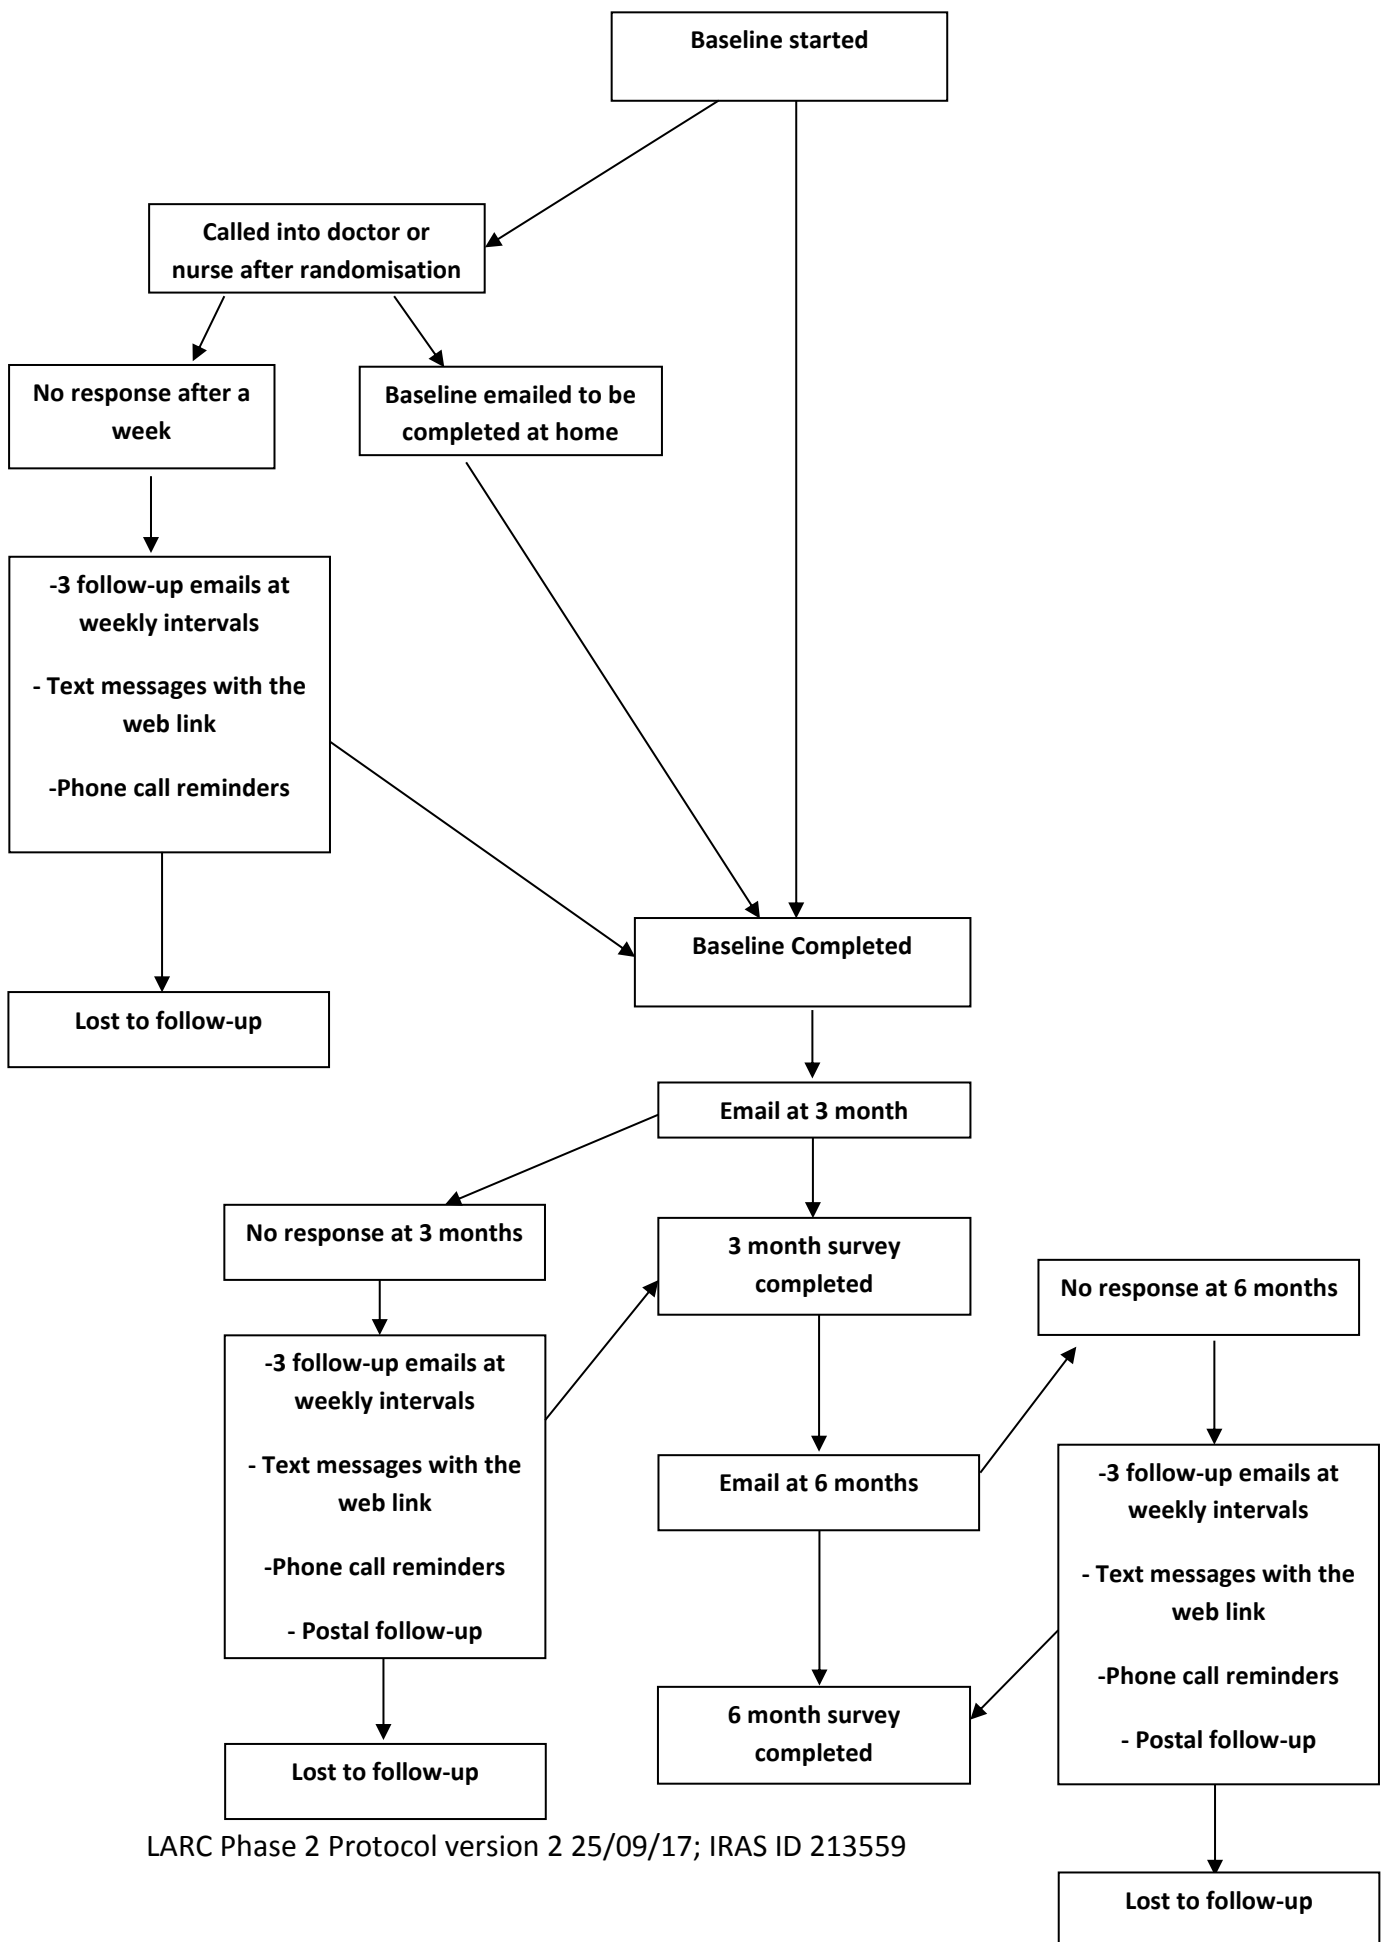 Baseline started
Called into doctor or
nurse after randomisation
No response after a
week
Baseline emailed to be
completed at home
-3 follow-up emails at
weekly intervals
- Text messages with the
web link
-Phone call reminders
Baseline Completed
Lost to follow-up
Email at 3 month
No response at 3 months
3 month survey
completed
No response at 6 months
-3 follow-up emails at
weekly intervals
- Text messages with the
web link
-Phone call reminders
- Postal follow-up
Email at 6 months
-3 follow-up emails at
weekly intervals
- Text messages with the
web link
-Phone call reminders
- Postal follow-up
6 month survey
completed
Lost to follow-up
LARC Phase 2 Protocol version 2 25/09/17; IRAS ID 213559
Lost to follow-up